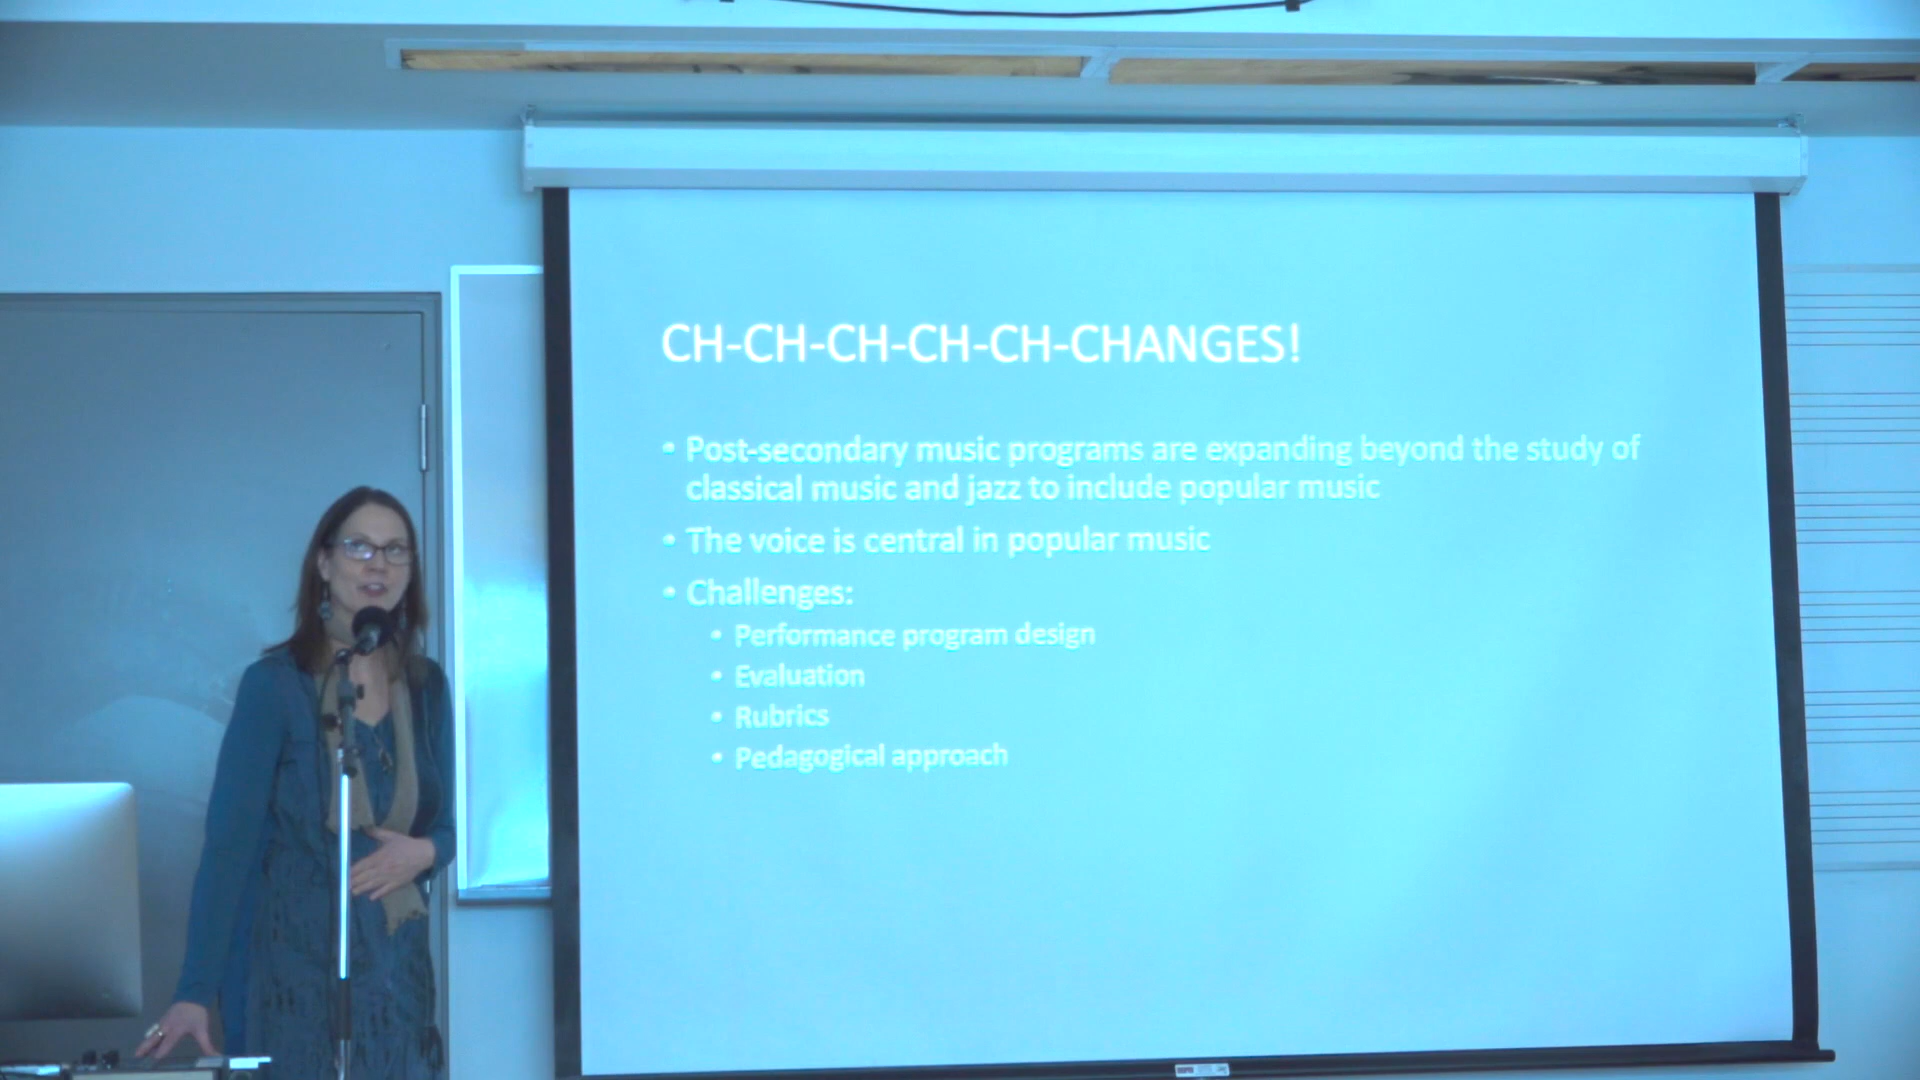 CH-CH-CH-CH-CH-CHANGES!
• Post-secondary music programs are expanding beyond the study of
classical music and jazz to include popular music
• The voice is central in popular music
• Challenges:
• Performance program design
• Evaluation
• Rubrics
• Pedagogical approach